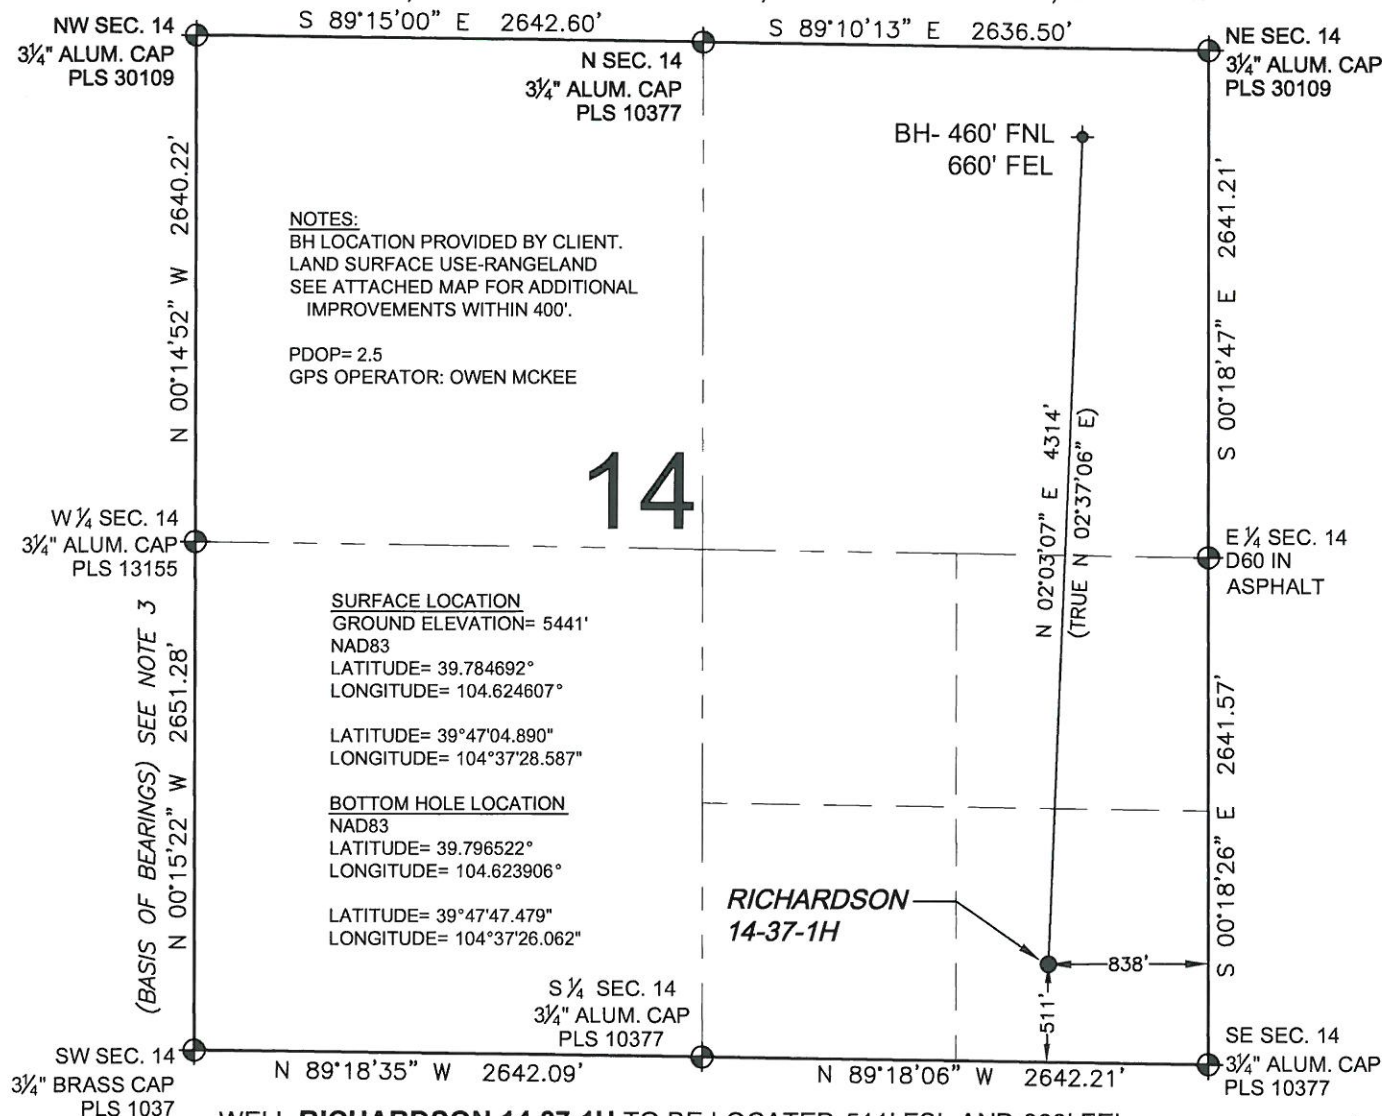 S 89°15'00" E 2642.60'
S 89°10'13" E 2636.50'
NW SEC. 14
3¼" ALUM. CAP
PLS 30109
N SEC. 14
3¼" ALUM. CAP
PLS 10377
NE SEC. 14
3¼" ALUM. CAP
PLS 30109
BH- 460' FNL
660' FEL
N 00°14'52" W 2640.22'
S 00°18'47" E 2641.21'
NOTES:
BH LOCATION PROVIDED BY CLIENT.
LAND SURFACE USE-RANGELAND
SEE ATTACHED MAP FOR ADDITIONAL
IMPROVEMENTS WITHIN 400'.
PDOP= 2.5
GPS OPERATOR: OWEN MCKEE
N 02°03'07" E 4314'
(TRUE N 02°37'06" E)
14
W ¼ SEC. 14
3¼" ALUM. CAP
PLS 13155
E ¼ SEC. 14
D60 IN
ASPHALT
(BASIS OF BEARINGS) SEE NOTE 3
N 00°15'22" W 2651.28'
SURFACE LOCATION
GROUND ELEVATION= 5441'
NAD83
LATITUDE= 39.784692°
LONGITUDE= 104.624607°
LATITUDE= 39°47'04.890"
LONGITUDE= 104°37'28.587"
BOTTOM HOLE LOCATION
NAD83
LATITUDE= 39.796522°
LONGITUDE= 104.623906°
LATITUDE= 39°47'47.479"
LONGITUDE= 104°37'26.062"
S 00°18'26" E 2641.57'
RICHARDSON
14-37-1H
838'
511'
S ¼ SEC. 14
3¼" ALUM. CAP
PLS 10377
SW SEC. 14
3¼" BRASS CAP
PLS 1037
N 89°18'35" W 2642.09'
N 89°18'06" W 2642.21'
SE SEC. 14
3¼" ALUM. CAP
PLS 10377
WELL RICHARDSON 14-37-1H TO BE LOCATED